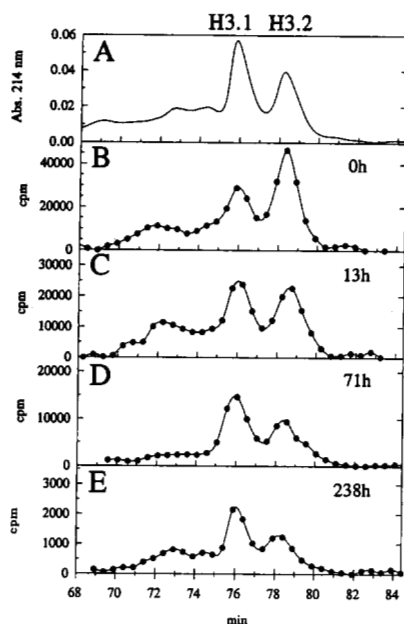 H3.1 H3.2
A
Abs. 214 nm
0.06
0.04
0.02
0.00
B
0h
cpm
40000
20000
0
C
13h
cpm
30000
20000
10000
0
D
71h
cpm
20000
10000
0
E
238h
cpm
3000
2000
1000
0
68 70 72 74 76 78 80 82 84
min